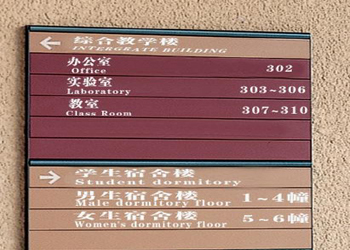 综合教学楼
INTERGRATE BUILDING
办公室 302
Office
实验室 303~306
Laboratory
教室 307~310
Class Room
学生宿舍楼
Student dormitory
男生宿舍楼 1~4幢
Male dormitory floor
女生宿舍楼 5~6幢
Women's dormitory floor